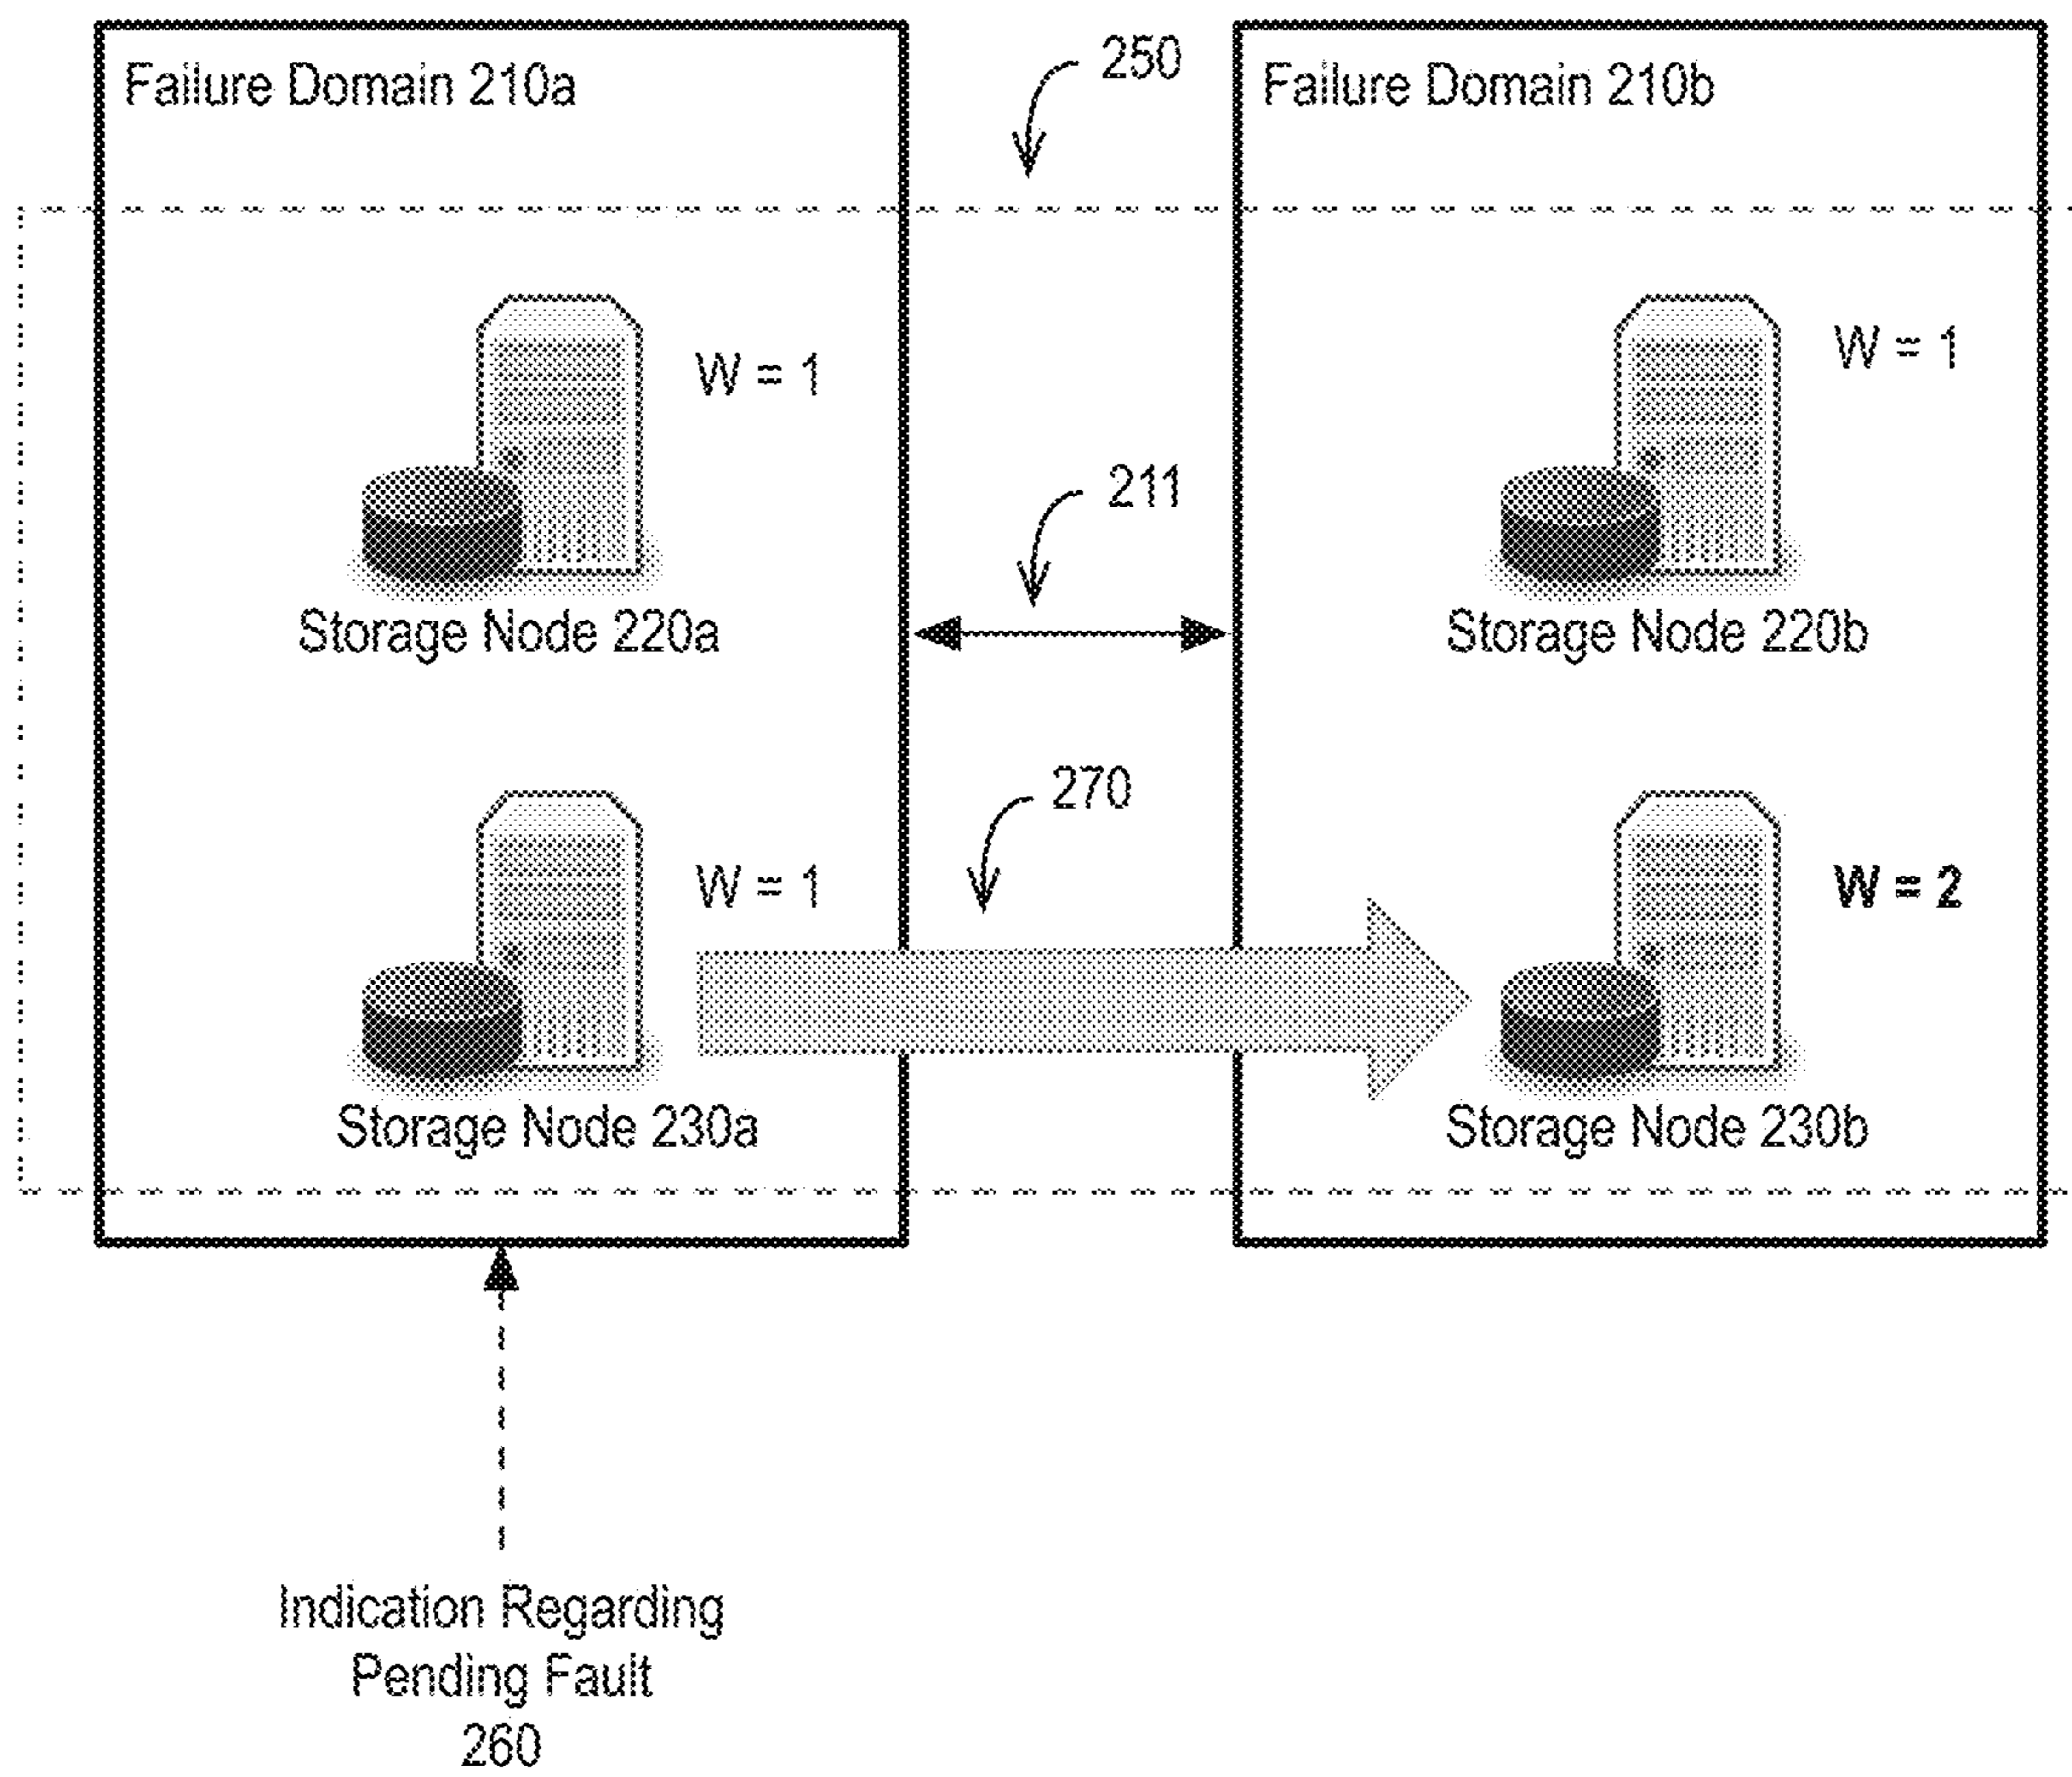 Failure Domain 210a
250
Failure Domain 210b
W = 1
W = 1
211
Storage Node 220a
Storage Node 220b
270
W = 1
W = 2
Storage Node 230a
Storage Node 230b
Indication Regarding
Pending Fault
260